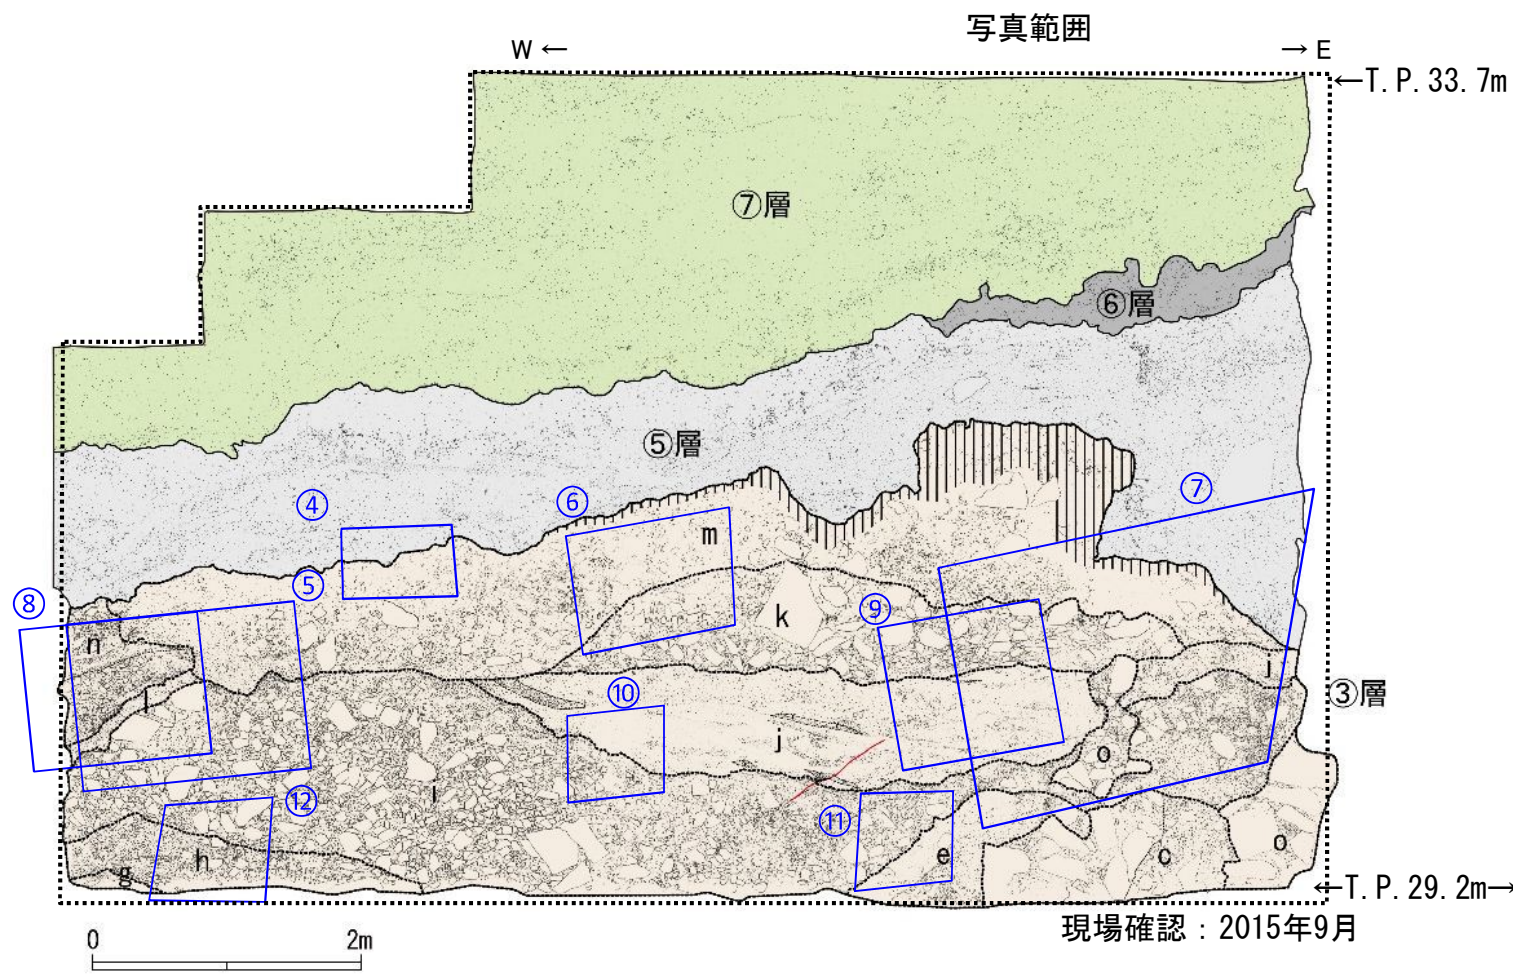 写真範囲
W ←
→ E
←T.P.33.7m
⑦層
⑥層
⑤層
④
⑥
⑦
m
⑤
⑧
k
⑨
n
j
l
⑩
③層
j
o
i
⑫
⑪
h
e
c
o
g
←T.P.29.2m→
現場確認：2015年9月
0
2m